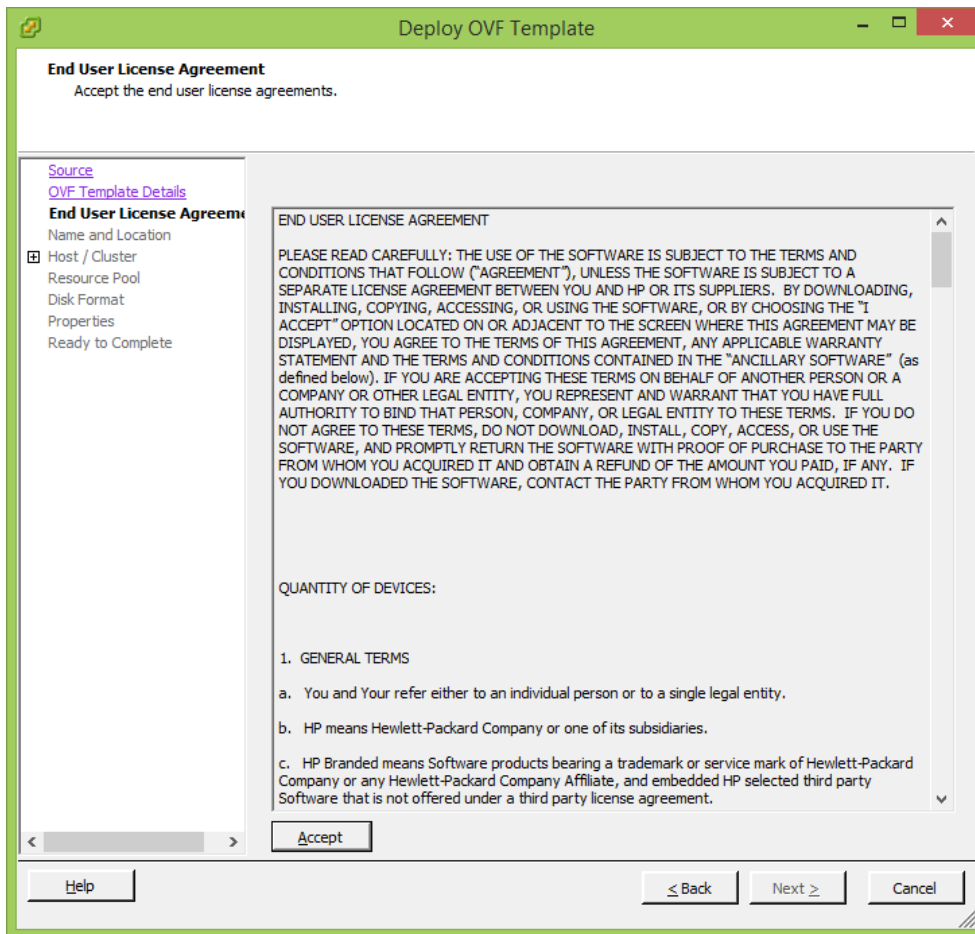 Deploy OVF Template
End User License Agreement
Accept the end user license agreements.
Source
OVF Template Details
End User License Agreeme
Name and Location
Host / Cluster
Resource Pool
Disk Format
Properties
Ready to Complete
END USER LICENSE AGREEMENT
PLEASE READ CAREFULLY: THE USE OF THE SOFTWARE IS SUBJECT TO THE TERMS AND
CONDITIONS THAT FOLLOW ("AGREEMENT"), UNLESS THE SOFTWARE IS SUBJECT TO A
SEPARATE LICENSE AGREEMENT BETWEEN YOU AND HP OR ITS SUPPLIERS.  BY DOWNLOADING,
INSTALLING, COPYING, ACCESSING, OR USING THE SOFTWARE, OR BY CHOOSING THE "I
ACCEPT" OPTION LOCATED ON OR ADJACENT TO THE SCREEN WHERE THIS AGREEMENT MAY BE
DISPLAYED, YOU AGREE TO THE TERMS OF THIS AGREEMENT, ANY APPLICABLE WARRANTY
STATEMENT AND THE TERMS AND CONDITIONS CONTAINED IN THE "ANCILLARY SOFTWARE" (as
defined below). IF YOU ARE ACCEPTING THESE TERMS ON BEHALF OF ANOTHER PERSON OR A
COMPANY OR OTHER LEGAL ENTITY, YOU REPRESENT AND WARRANT THAT YOU HAVE FULL
AUTHORITY TO BIND THAT PERSON, COMPANY, OR LEGAL ENTITY TO THESE TERMS.  IF YOU DO
NOT AGREE TO THESE TERMS, DO NOT DOWNLOAD, INSTALL, COPY, ACCESS, OR USE THE
SOFTWARE, AND PROMPTLY RETURN THE SOFTWARE WITH PROOF OF PURCHASE TO THE PARTY
FROM WHOM YOU ACQUIRED IT AND OBTAIN A REFUND OF THE AMOUNT YOU PAID, IF ANY.  IF
YOU DOWNLOADED THE SOFTWARE, CONTACT THE PARTY FROM WHOM YOU ACQUIRED IT.
QUANTITY OF DEVICES:
1.  GENERAL TERMS
a.  You and Your refer either to an individual person or to a single legal entity.
b.  HP means Hewlett-Packard Company or one of its subsidiaries.
c.  HP Branded means Software products bearing a trademark or service mark of Hewlett-Packard
Company or any Hewlett-Packard Company Affiliate, and embedded HP selected third party
Software that is not offered under a third party license agreement.
Accept
Help
< Back
Next >
Cancel